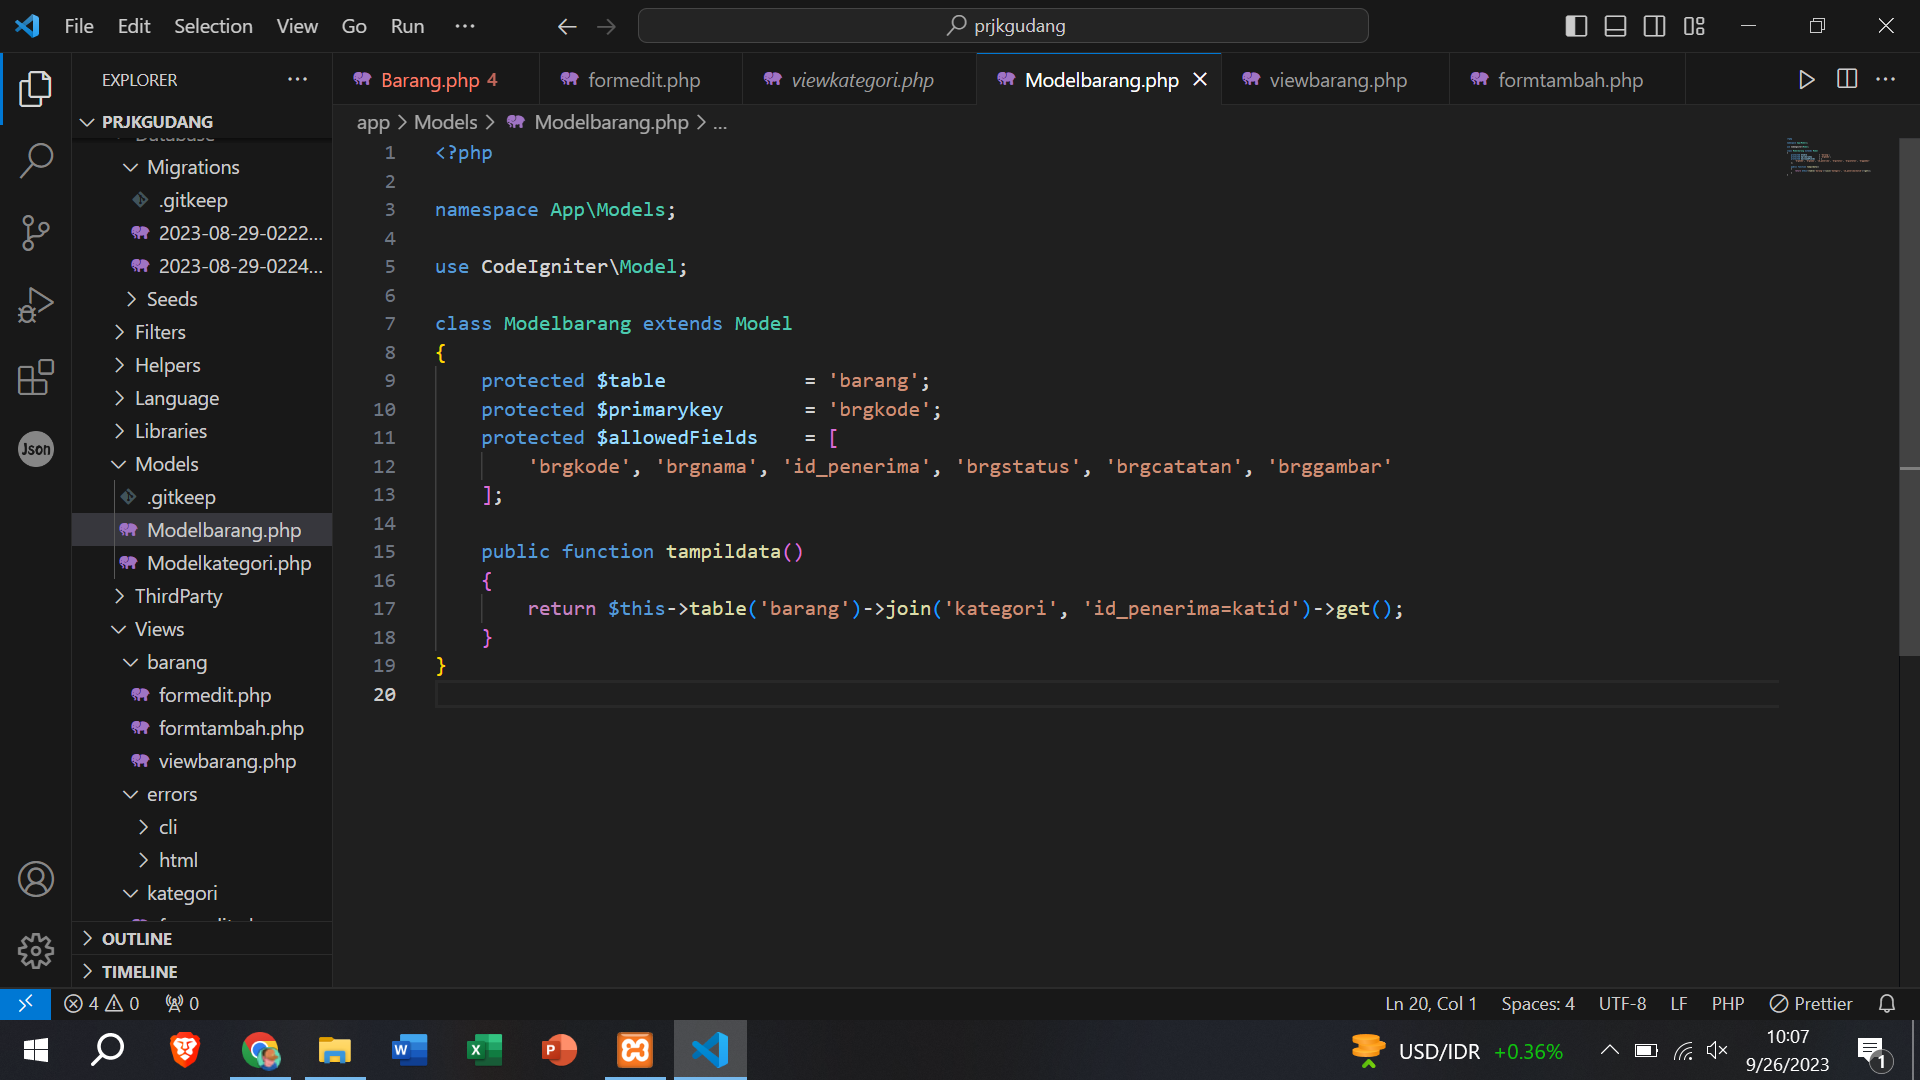 File Edit Selection View Go Run ···
prjkgudang
EXPLORER
Barang.php 4
formedit.php
viewkategori.php
Modelbarang.php
viewbarang.php
formtambah.php
PRJKGUDANG
Database
Migrations
.gitkeep
2023-08-29-0222...
2023-08-29-0224...
Seeds
Filters
Helpers
Language
Libraries
Models
.gitkeep
Modelbarang.php
Modelkategori.php
ThirdParty
Views
barang
formedit.php
formtambah.php
viewbarang.php
errors
cli
html
kategori
OUTLINE
TIMELINE
Json
app > Models > Modelbarang.php > ...
1 <?php
2
3 namespace App\Models;
4
5 use CodeIgniter\Model;
6
7 class Modelbarang extends Model
8 {
9 protected $table = 'barang';
10 protected $primarykey = 'brgkode';
11 protected $allowedFields = [
12 'brgkode', 'brgnama', 'id_penerima', 'brgstatus', 'brgcatatan', 'brggambar'
13 ];
14
15 public function tampildata()
16 {
17 return $this->table('barang')->join('kategori', 'id_penerima=katid')->get();
18 }
19 }
20
4 0 0
Ln 20, Col 1 Spaces: 4 UTF-8 LF PHP Prettier
W X P
USD/IDR +0.36%
10:07
9/26/2023
1